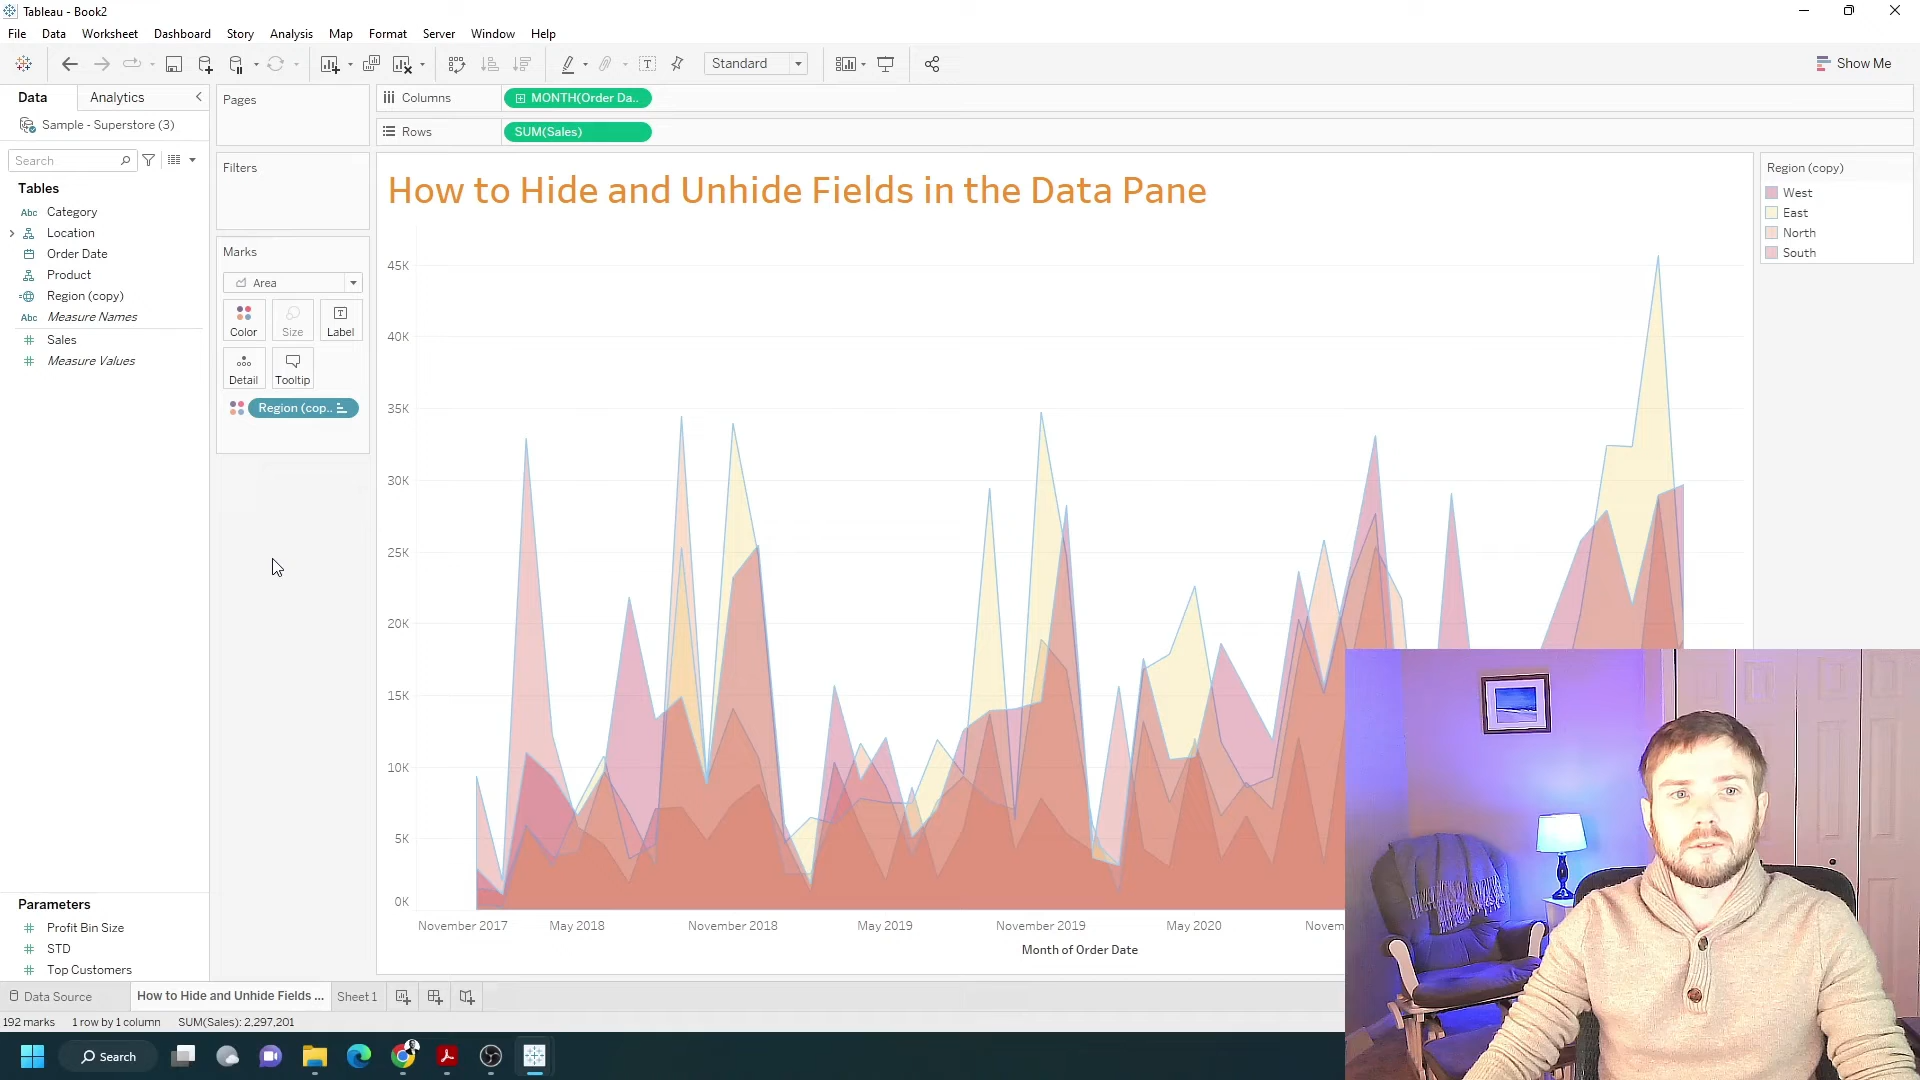 Tableau - Book2
File Data Worksheet Dashboard Story Analysis Map Format Server Window Help
Standard
Show Me
Data Analytics
Sample - Superstore (3)
Search
Tables
Abc Category
Location
Order Date
Product
Region (copy)
Abc Measure Names
Sales
Measure Values
Parameters
Profit Bin Size
STD
Top Customers
Pages
Filters
Marks
Area
Color Size Label
Detail Tooltip
Region (cop..
Columns MONTH(Order Da..
Rows SUM(Sales)
How to Hide and Unhide Fields in the Data Pane
45K
40K
35K
30K
25K
20K
15K
10K
5K
0K
November 2017 May 2018 November 2018 May 2019 November 2019 May 2020 Novem
Month of Order Date
Region (copy)
West
East
North
South
Data Source How to Hide and Unhide Fields ... Sheet 1
192 marks 1 row by 1 column SUM(Sales): 2,297,201
Search